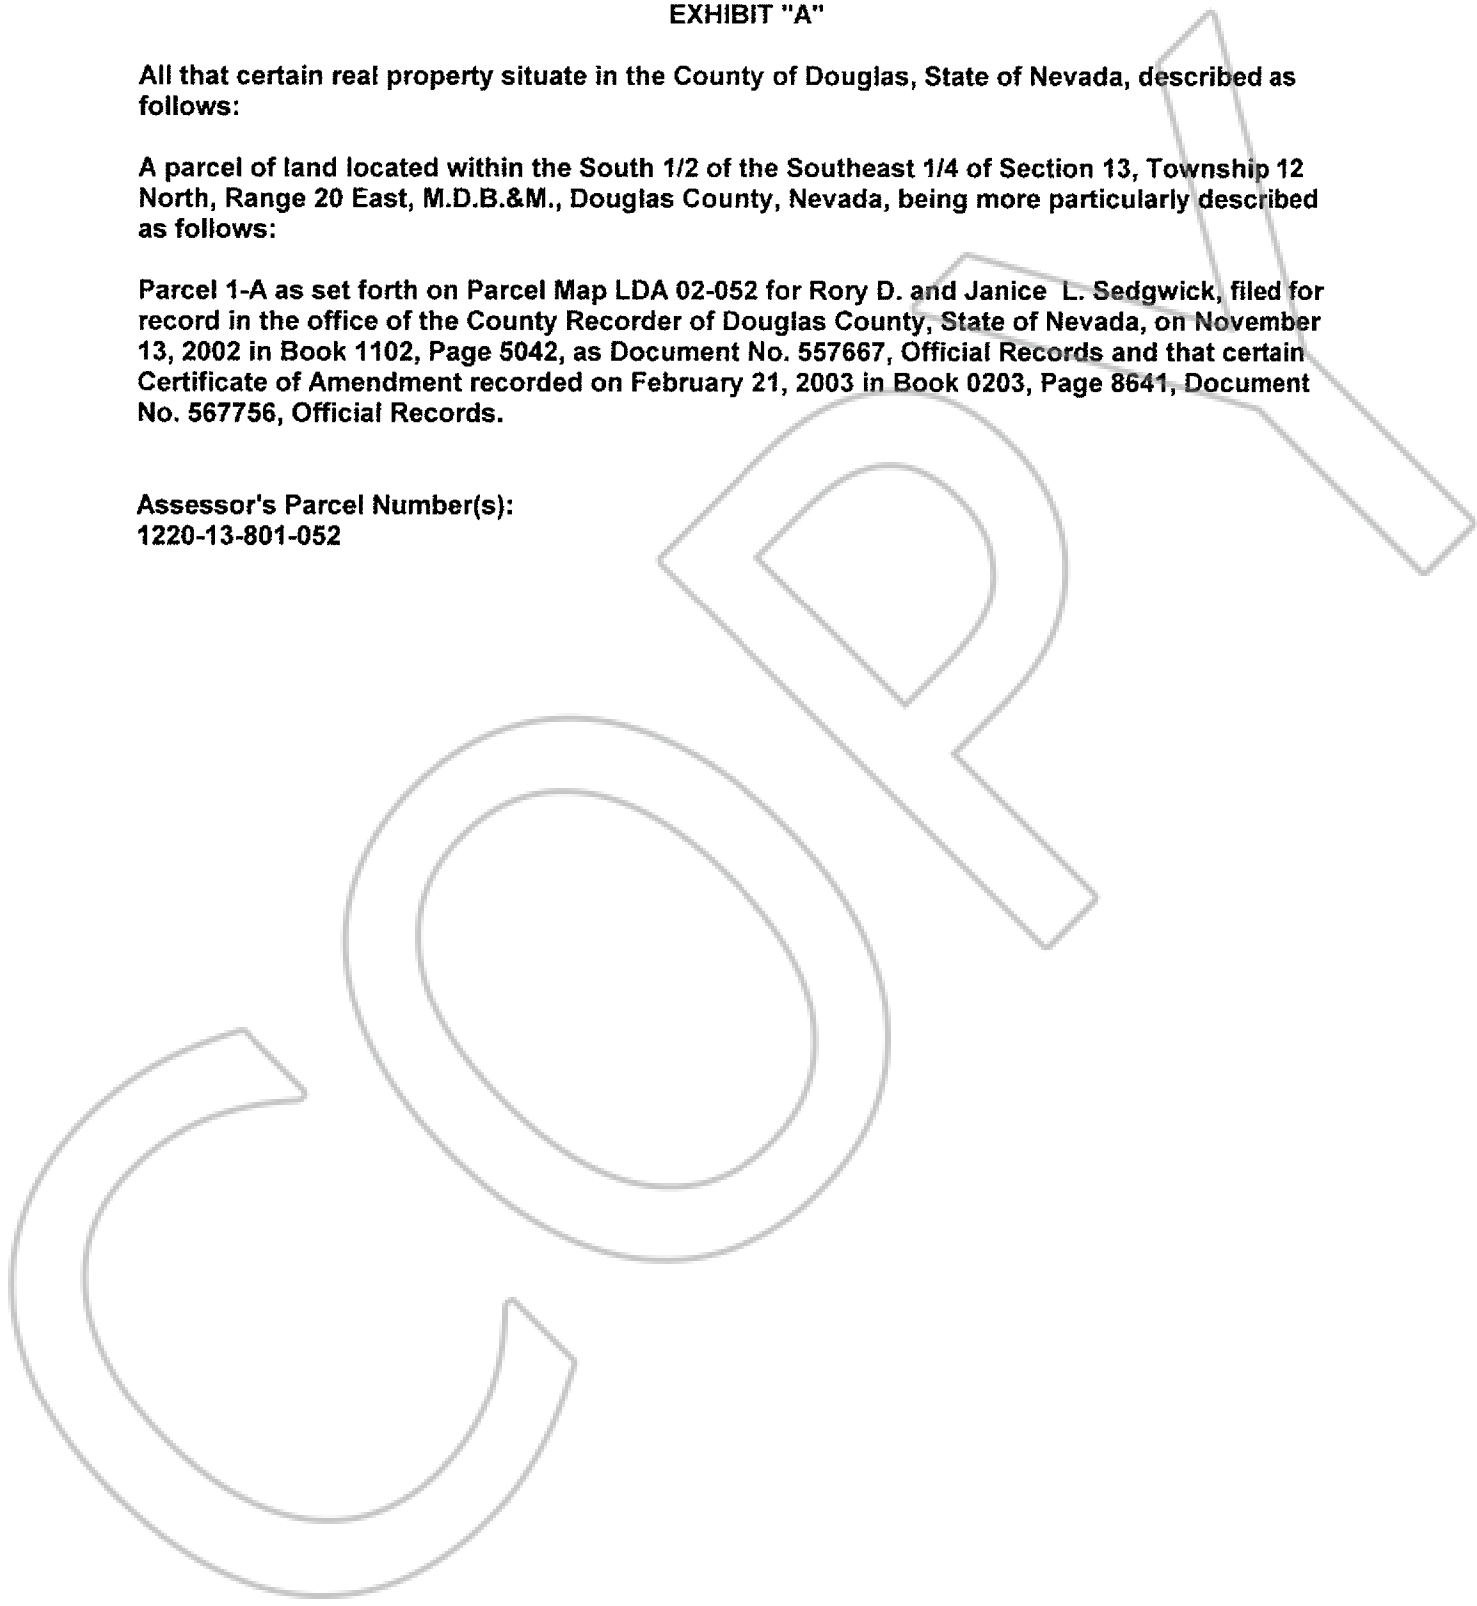 EXHIBIT "A"
All that certain real property situate in the County of Douglas, State of Nevada, described as
follows:
A parcel of land located within the South 1/2 of the Southeast 1/4 of Section 13, Township 12
North, Range 20 East, M.D.B.&M., Douglas County, Nevada, being more particularly described
as follows:
Parcel 1-A as set forth on Parcel Map LDA 02-052 for Rory D. and Janice L. Sedgwick, filed for
record in the office of the County Recorder of Douglas County, State of Nevada, on November
13, 2002 in Book 1102, Page 5042, as Document No. 557667, Official Records and that certain
Certificate of Amendment recorded on February 21, 2003 in Book 0203, Page 8641, Document
No. 567756, Official Records.
Assessor's Parcel Number(s):
1220-13-801-052
COPY